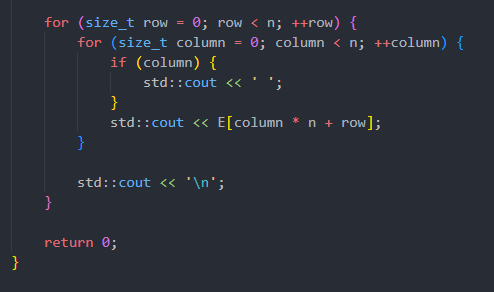 for (size_t row = 0; row < n; ++row) {
for (size_t column = 0; column < n; ++column) {
if (column) {
std::cout << ' ';
}
std::cout << E[column * n + row];
}
std::cout << '\n';
}
return 0;
}